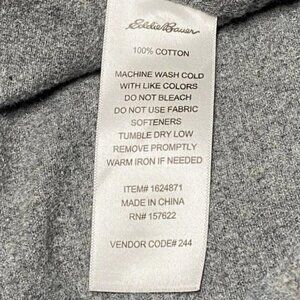 Eddie Bauer
100% COTTON
MACHINE WASH COLD
WITH LIKE COLORS
DO NOT BLEACH
DO NOT USE FABRIC
SOFTENERS
TUMBLE DRY LOW
REMOVE PROMPTLY
WARM IRON IF NEEDED
ITEM# 1624871
MADE IN CHINA
RN# 157622
VENDOR CODE# 244